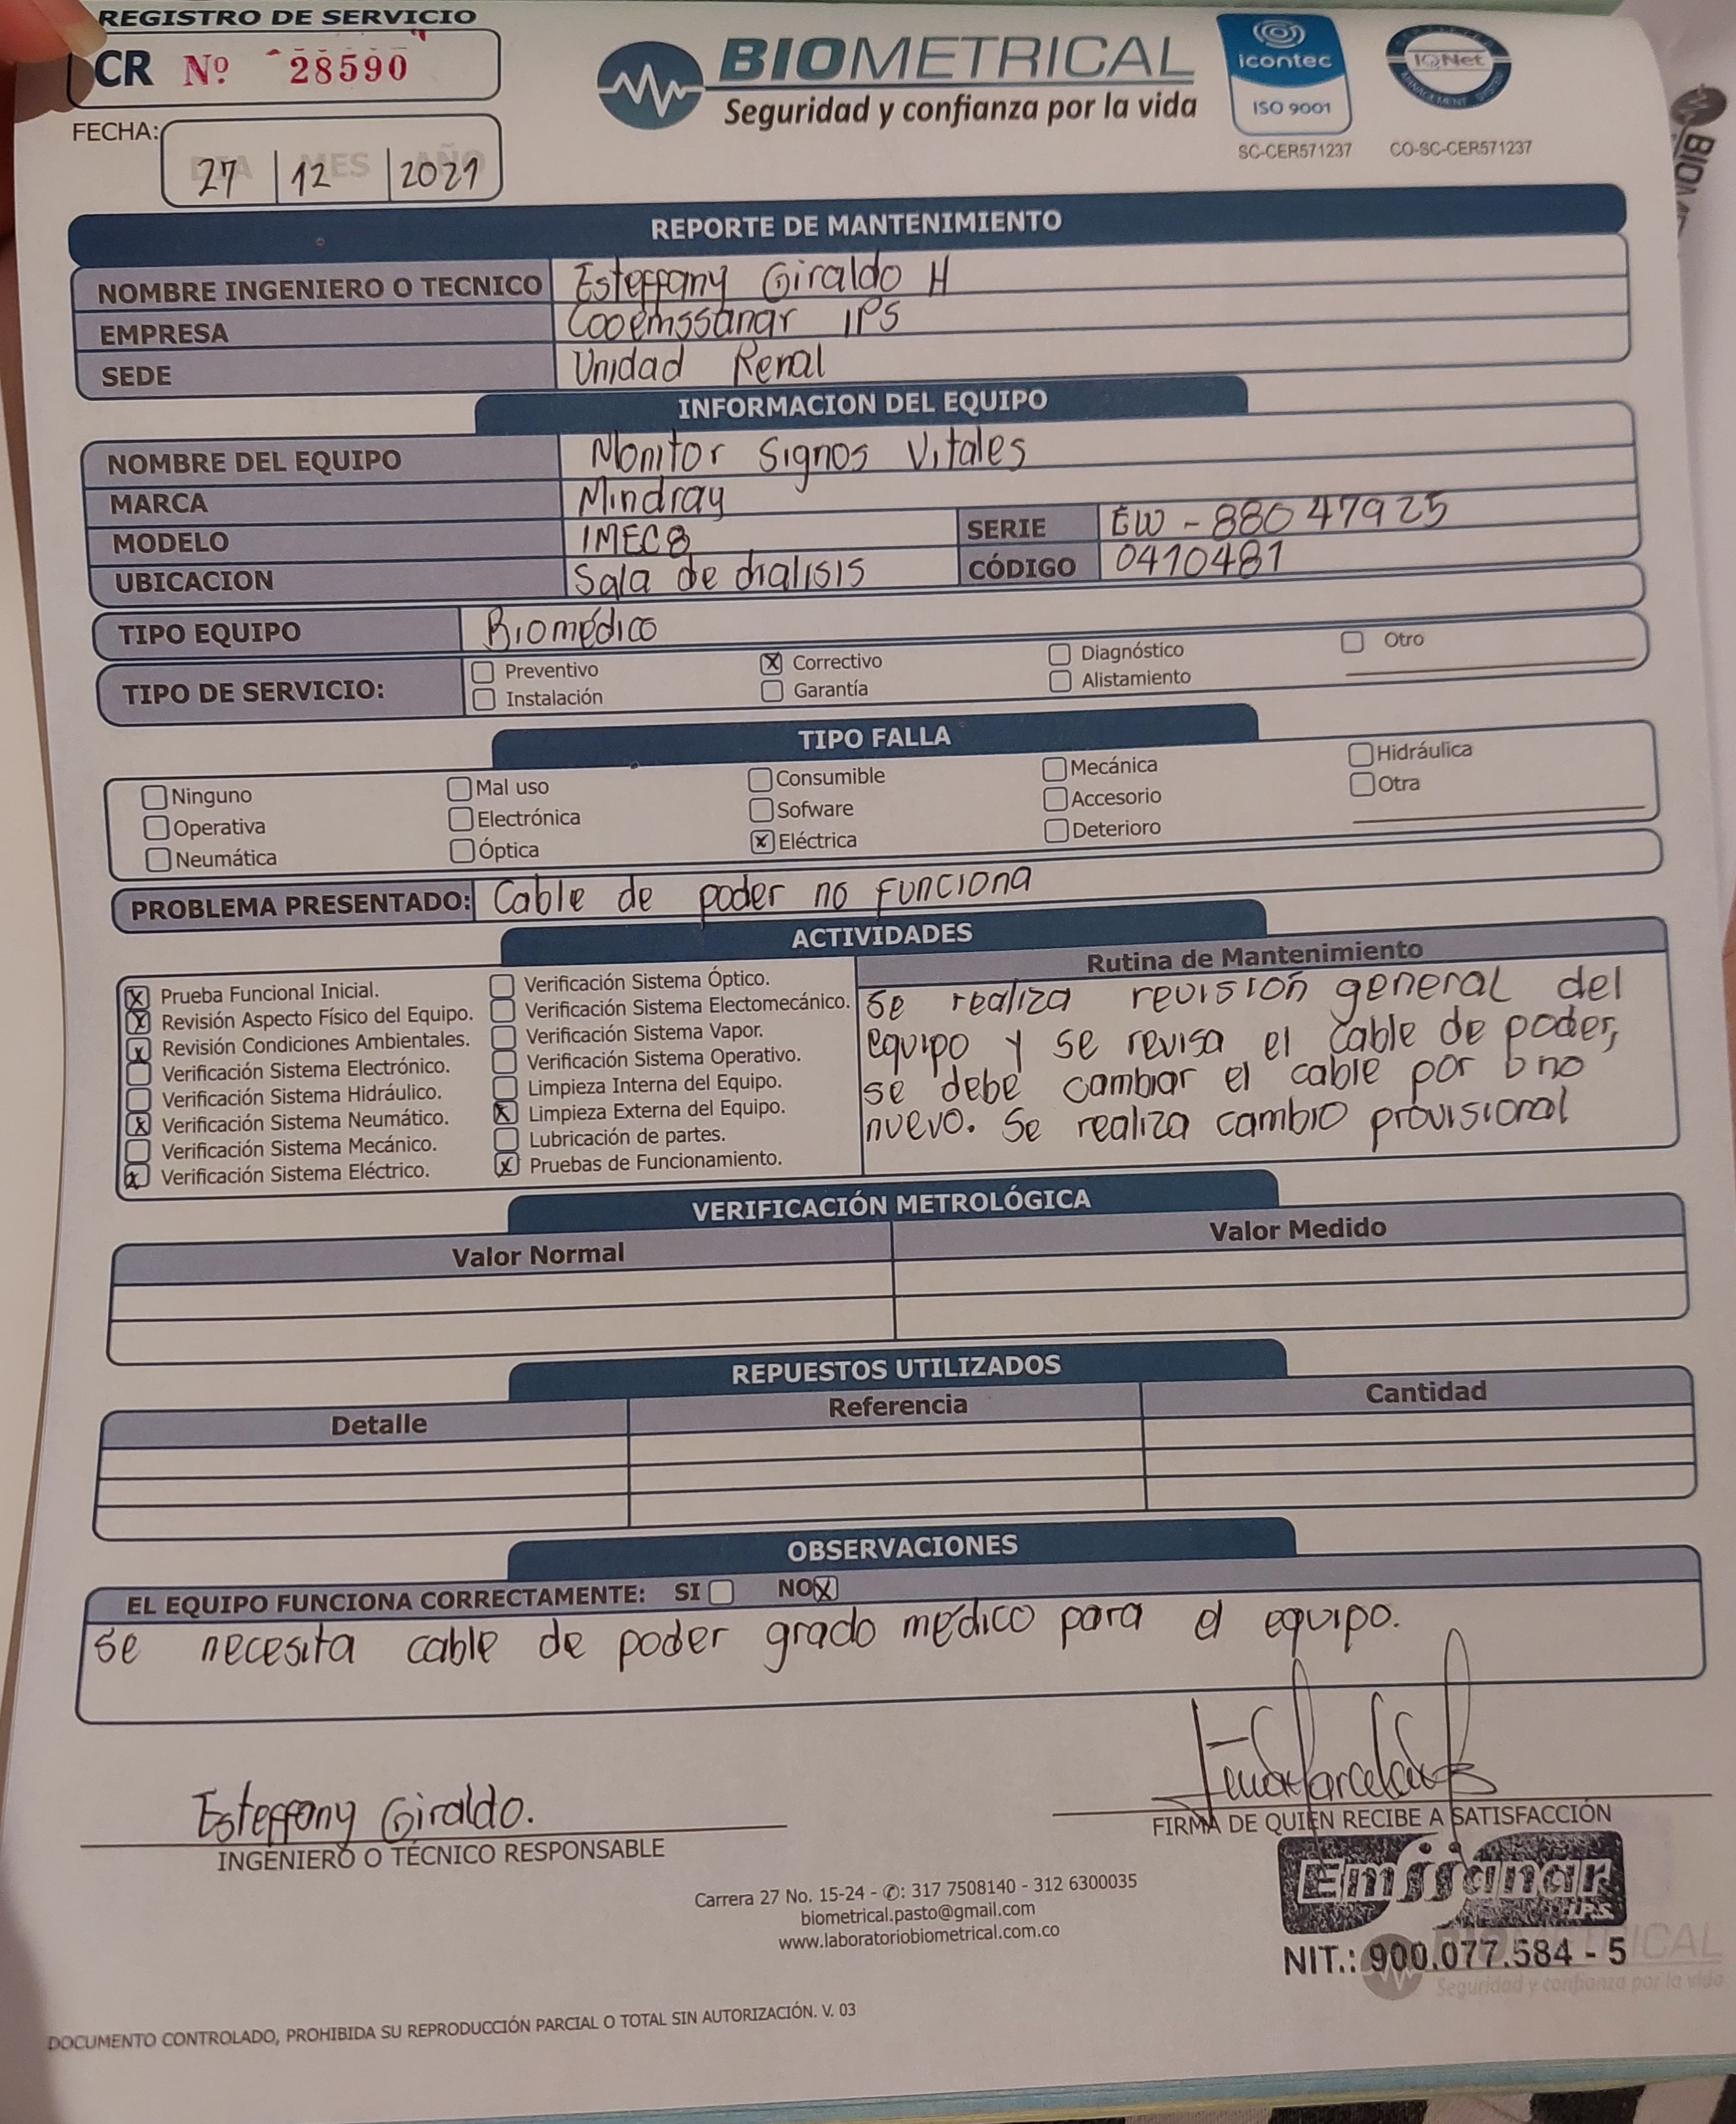 REGISTRO DE SERVICIO
CR Nº 28590
BIOMETRICAL
Seguridad y confianza por la vida
icontec
ISO 9001
SC-CER571237
IQNet
CO-SC-CER571237
FECHA: 27 | 12 | 2021
REPORTE DE MANTENIMIENTO
NOMBRE INGENIERO O TECNICO Esteffany Giraldo H
EMPRESA Cooemssanar IPS
SEDE Unidad Renal
INFORMACION DEL EQUIPO
NOMBRE DEL EQUIPO Monitor Signos Vitales
MARCA Mindray
MODELO IMEC8 SERIE EW - 88047925
UBICACION Sala de dialisis CÓDIGO 0410481
TIPO EQUIPO Biomédico
TIPO DE SERVICIO:
Preventivo X Correctivo Diagnóstico Otro
Instalación Garantía Alistamiento
TIPO FALLA
Ninguno Mal uso Consumible Mecánica Hidráulica
Operativa Electrónica Sofware Accesorio Otra
Neumática Óptica X Eléctrica Deterioro
PROBLEMA PRESENTADO: Cable de poder no funciona
ACTIVIDADES
X Prueba Funcional Inicial.
X Revisión Aspecto Físico del Equipo.
X Revisión Condiciones Ambientales.
Verificación Sistema Electrónico.
Verificación Sistema Hidráulico.
X Verificación Sistema Neumático.
Verificación Sistema Mecánico.
X Verificación Sistema Eléctrico.
Verificación Sistema Óptico.
Verificación Sistema Electomecánico.
Verificación Sistema Vapor.
Verificación Sistema Operativo.
Limpieza Interna del Equipo.
X Limpieza Externa del Equipo.
Lubricación de partes.
X Pruebas de Funcionamiento.
Rutina de Mantenimiento
Se realiza revisión general del
equipo y se revisa el cable de poder,
se debe cambiar el cable por uno
nuevo. Se realiza cambio provisional
VERIFICACIÓN METROLÓGICA
Valor Normal Valor Medido
REPUESTOS UTILIZADOS
Detalle Referencia Cantidad
OBSERVACIONES
EL EQUIPO FUNCIONA CORRECTAMENTE: SI NO X
se necesita cable de poder grado médico para el equipo.
Esteffany Giraldo.
INGENIERO O TÉCNICO RESPONSABLE
FIRMA DE QUIEN RECIBE A SATISFACCIÓN
Emssanar
I.P.S
NIT.: 900.077.584 - 5
Carrera 27 No. 15-24 - ✆: 317 7508140 - 312 6300035
biometrical.pasto@gmail.com
www.laboratoriobiometrical.com.co
BIOMETRICAL
Seguridad y confianza por la vida
DOCUMENTO CONTROLADO, PROHIBIDA SU REPRODUCCIÓN PARCIAL O TOTAL SIN AUTORIZACIÓN. V. 03